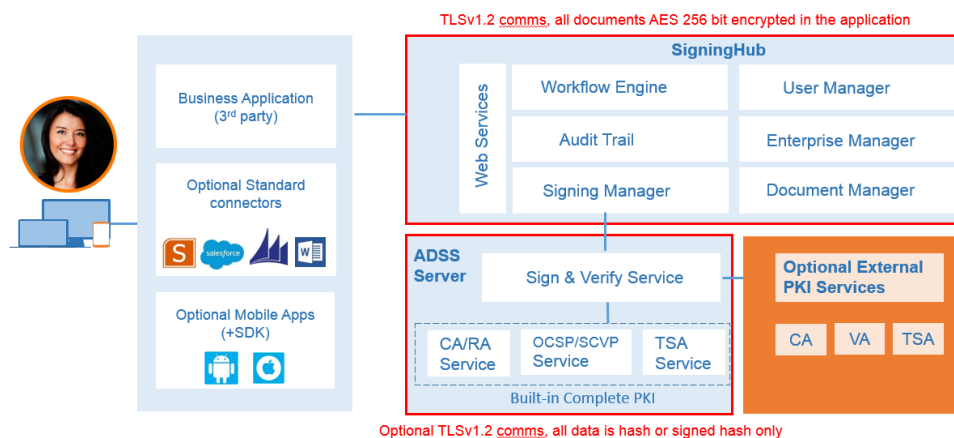 TLSv1.2 comms, all documents AES 256 bit encrypted in the application
Business Application
(3rd party)
Optional Standard
connectors
S
salesforce
W
Optional Mobile Apps
(+SDK)
SigningHub
Web Services
Workflow Engine
User Manager
Audit Trail
Enterprise Manager
Signing Manager
Document Manager
ADSS
Server
Sign & Verify Service
CA/RA
Service
OCSP/SCVP
Service
TSA
Service
Built-in Complete PKI
Optional External
PKI Services
CA
VA
TSA
Optional TLSv1.2 comms, all data is hash or signed hash only